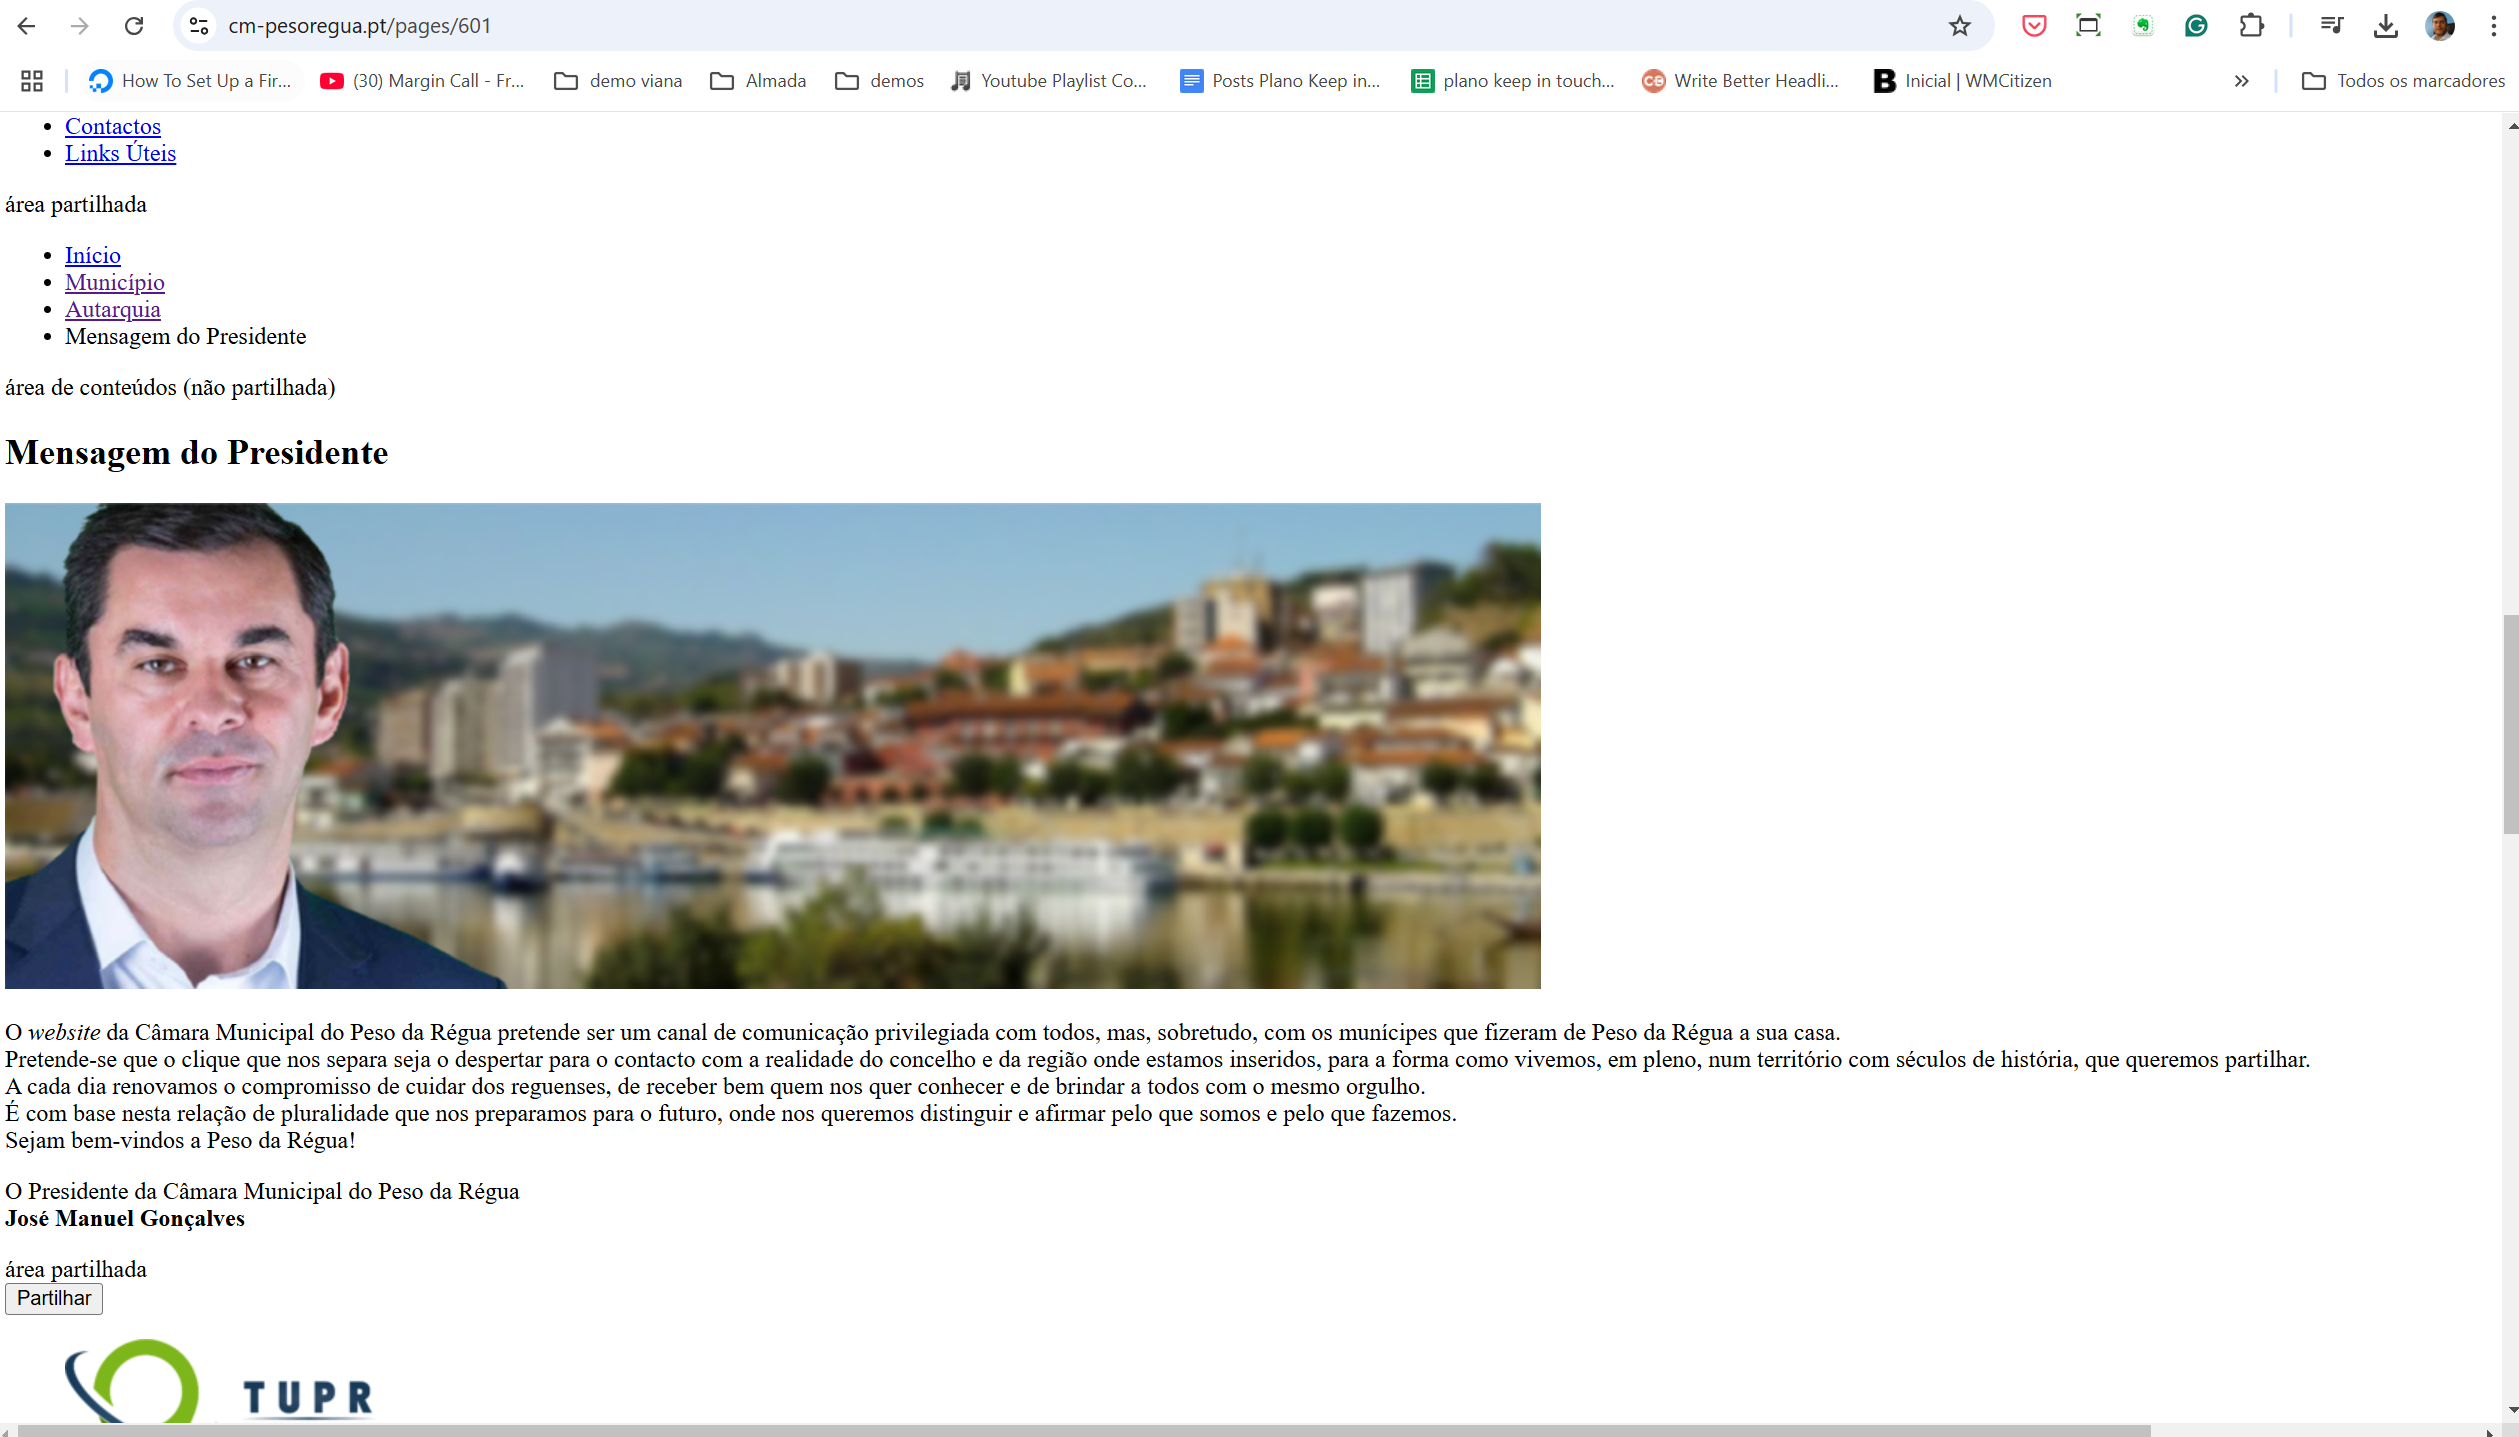 cm-pesoregua.pt/pages/601
How To Set Up a Fir...
(30) Margin Call - Fr...
demo viana
Almada
demos
Youtube Playlist Co...
Posts Plano Keep in...
plano keep in touch...
Write Better Headli...
Inicial | WMCitizen
Todos os marcadores
Contactos
Links Úteis
área partilhada
Início
Município
Autarquia
Mensagem do Presidente
área de conteúdos (não partilhada)
Mensagem do Presidente
O website da Câmara Municipal do Peso da Régua pretende ser um canal de comunicação privilegiada com todos, mas, sobretudo, com os munícipes que fizeram de Peso da Régua a sua casa.
Pretende-se que o clique que nos separa seja o despertar para o contacto com a realidade do concelho e da região onde estamos inseridos, para a forma como vivemos, em pleno, num território com séculos de história, que queremos partilhar.
A cada dia renovamos o compromisso de cuidar dos reguenses, de receber bem quem nos quer conhecer e de brindar a todos com o mesmo orgulho.
É com base nesta relação de pluralidade que nos preparamos para o futuro, onde nos queremos distinguir e afirmar pelo que somos e pelo que fazemos.
Sejam bem-vindos a Peso da Régua!
O Presidente da Câmara Municipal do Peso da Régua
José Manuel Gonçalves
área partilhada
Partilhar
TUPR